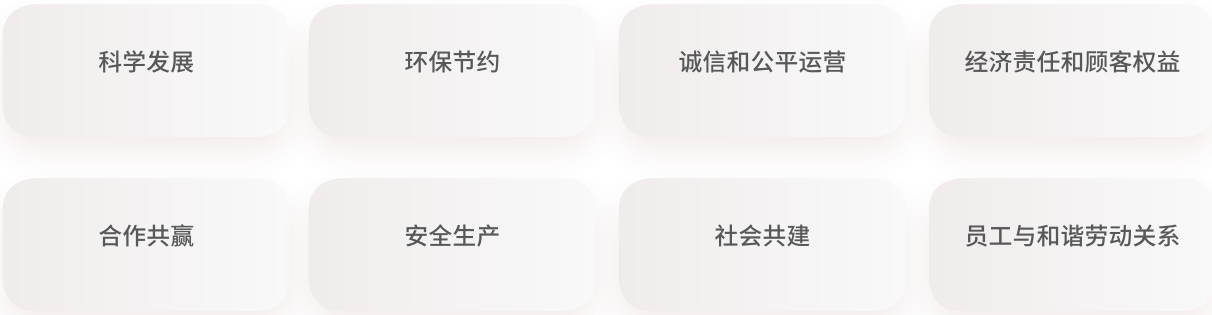 科学发展
环保节约
诚信和公平运营
经济责任和顾客权益
合作共赢
安全生产
社会共建
员工与和谐劳动关系